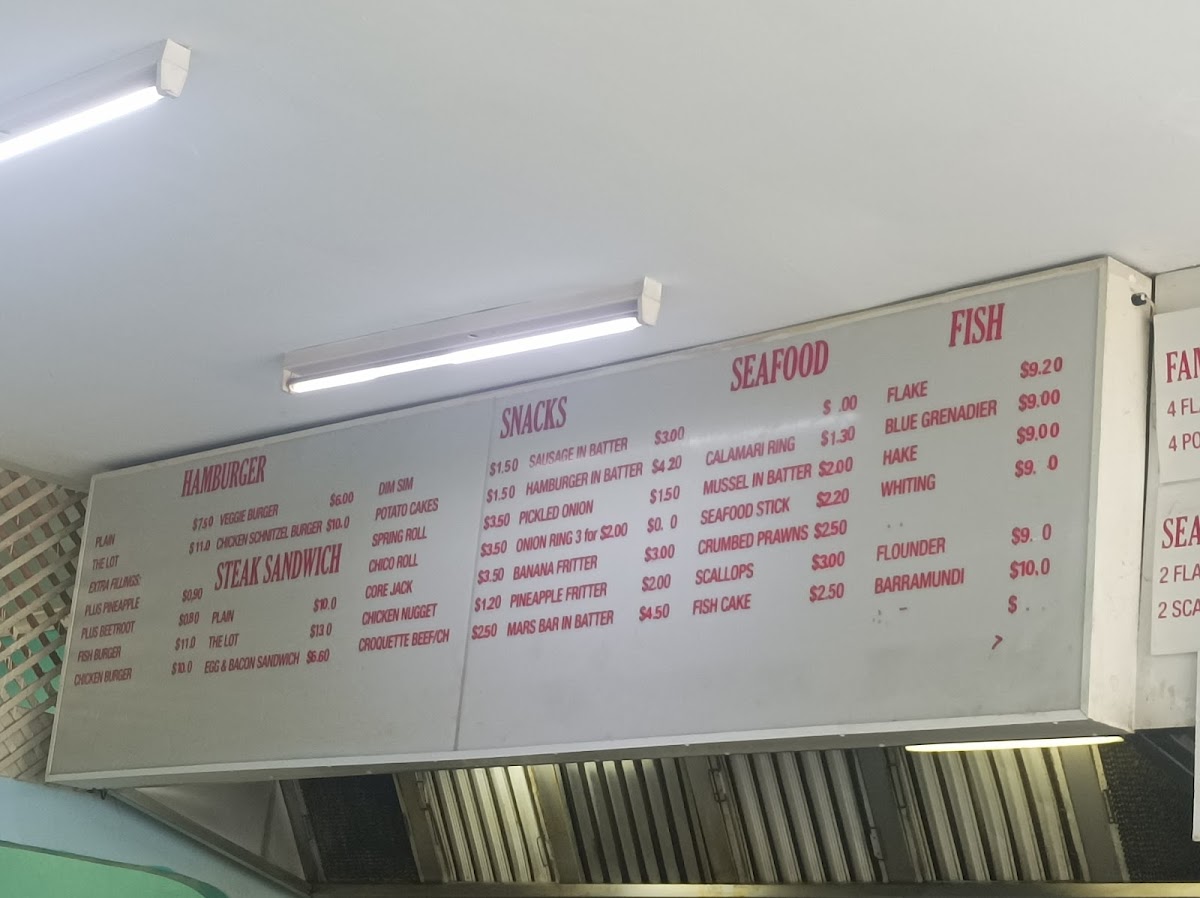 HAMBURGER
PLAIN $7.50
THE LOT $11.0
EXTRA FILLINGS:
PLUS PINEAPPLE $0,90
PLUS BEETROOT $0.80
FISH BURGER $11.0
CHICKEN BURGER $10.0
VEGGIE BURGER $6.00
CHICKEN SCHNITZEL BURGER $10.0
STEAK SANDWICH
PLAIN $10.0
THE LOT $13 0
EGG & BACON SANDWICH $6.60
SNACKS
DIM SIM $1.50
POTATO CAKES $1.50
SPRING ROLL $3.50
CHICO ROLL $3.50
CORE JACK $3.50
CHICKEN NUGGET $1.20
CROQUETTE BEEF/CH $2.50
SAUSAGE IN BATTER $3.00
HAMBURGER IN BATTER $4 20
PICKLED ONION $1.50
ONION RING 3 for $2.00 $0. 0
BANANA FRITTER $3.00
PINEAPPLE FRITTER $2.00
MARS BAR IN BATTER $4.50
SEAFOOD
$ .00
CALAMARI RING $1.30
MUSSEL IN BATTER $2.00
SEAFOOD STICK $2.20
CRUMBED PRAWNS $2.50
SCALLOPS $3.00
FISH CAKE $2.50
FISH
FLAKE $9.20
BLUE GRENADIER $9.00
HAKE $9.00
WHITING $9. 0
FLOUNDER $9. 0
BARRAMUNDI $10,0
$
FAM
4 FL
4 PO
SEA
2 FLA
2 SCA